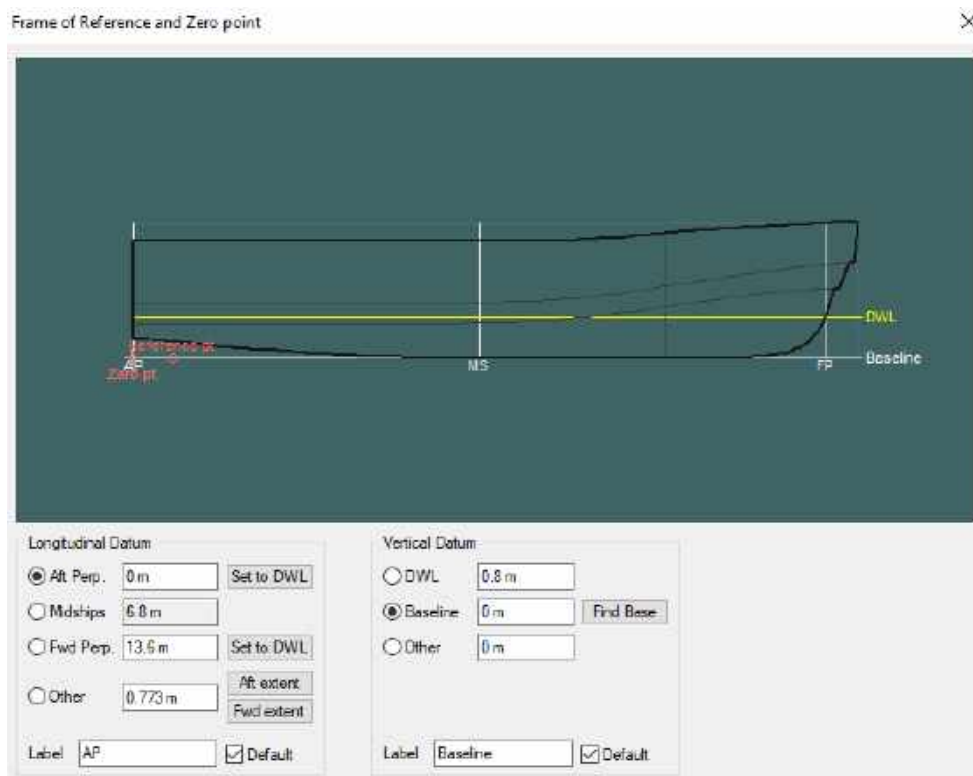 Frame of Reference and Zero point
DWL
Reference pt.
AP
MS
FP
Baseline
Zero pt.
Longitudinal Datum
Aft Perp. 0 m Set to DWL
Midships 6.8 m
Fwd Perp. 13.6 m Set to DWL
Other 0.773 m Aft extent
Fwd extent
Label AP Default
Vertical Datum
DWL 0.8 m
Baseline 0 m Find Base
Other 0 m
Label Baseline Default